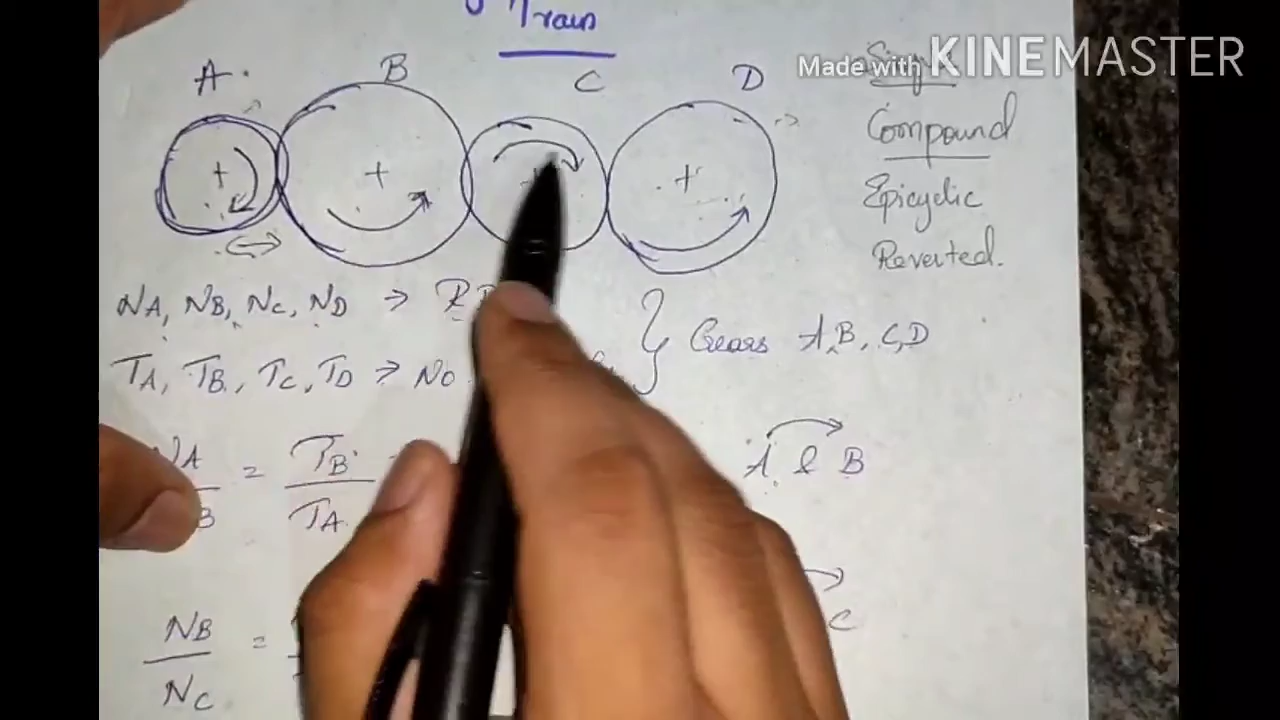 Train
Made with KINEMASTER
A B C D
Compound
Epicyclic
Reverted.
NA, NB, NC, ND →
TA, TB, TC, TD → No
} Gears A, B, C, D
NA = TB
B TA
A & B
NB =
NC
C